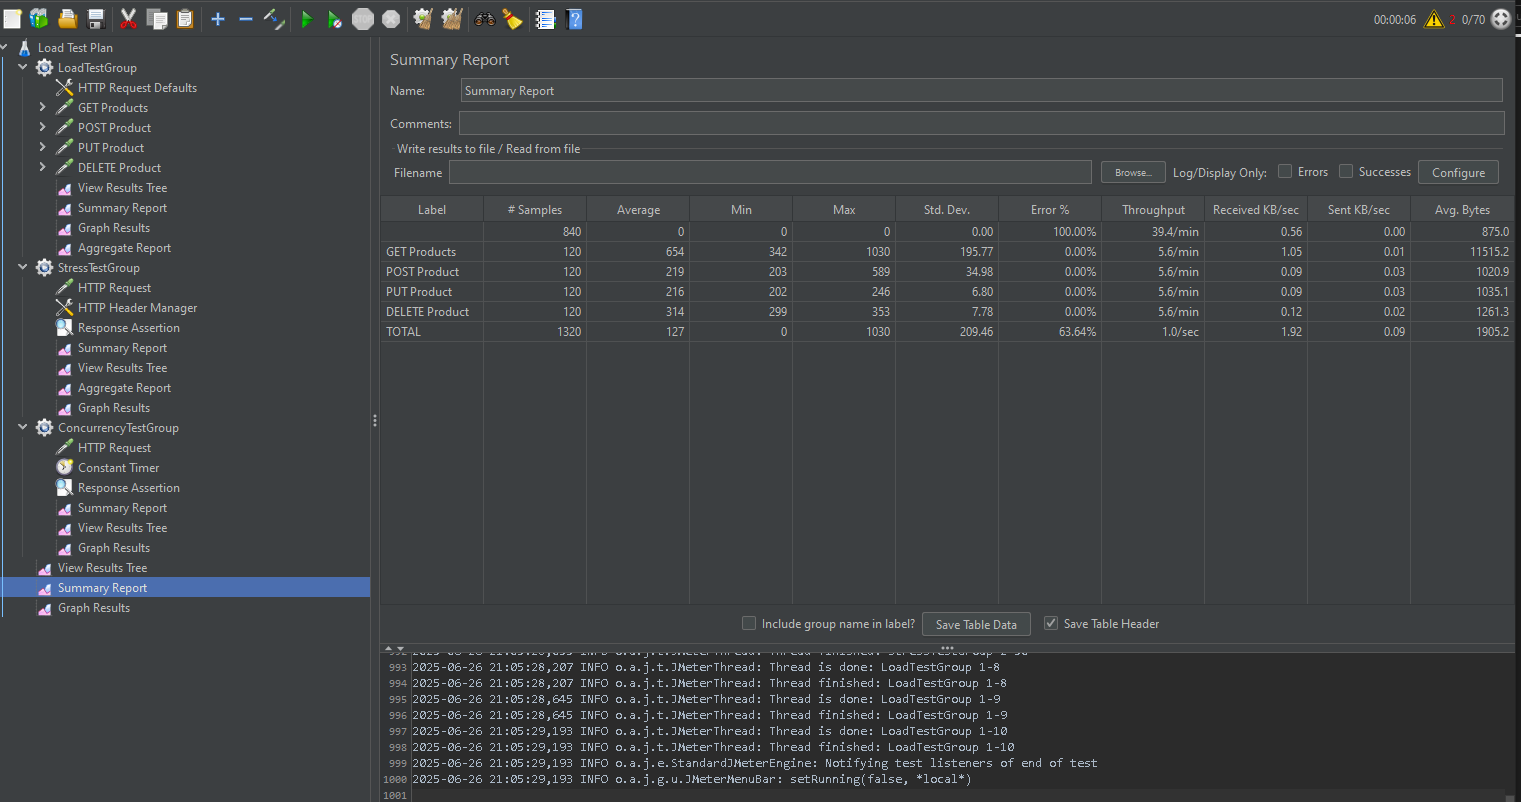 00:00:06 2 0/70
Load Test Plan
LoadTestGroup
HTTP Request Defaults
GET Products
POST Product
PUT Product
DELETE Product
View Results Tree
Summary Report
Graph Results
Aggregate Report
StressTestGroup
HTTP Request
HTTP Header Manager
Response Assertion
Summary Report
View Results Tree
Aggregate Report
Graph Results
ConcurrencyTestGroup
HTTP Request
Constant Timer
Response Assertion
Summary Report
View Results Tree
Graph Results
View Results Tree
Summary Report
Graph Results
Summary Report
Name: Summary Report
Comments:
Write results to file / Read from file
Filename Browse... Log/Display Only: Errors Successes Configure
Label # Samples Average Min Max Std. Dev. Error % Throughput Received KB/sec Sent KB/sec Avg. Bytes
840 0 0 0 0.00 100.00% 39.4/min 0.56 0.00 875.0
GET Products 120 654 342 1030 195.77 0.00% 5.6/min 1.05 0.01 11515.2
POST Product 120 219 203 589 34.98 0.00% 5.6/min 0.09 0.03 1020.9
PUT Product 120 216 202 246 6.80 0.00% 5.6/min 0.09 0.03 1035.1
DELETE Product 120 314 299 353 7.78 0.00% 5.6/min 0.12 0.02 1261.3
TOTAL 1320 127 0 1030 209.46 63.64% 1.0/sec 1.92 0.09 1905.2
Include group name in label? Save Table Data Save Table Header
993 2025-06-26 21:05:28,207 INFO o.a.j.t.JMeterThread: Thread is done: LoadTestGroup 1-8
994 2025-06-26 21:05:28,207 INFO o.a.j.t.JMeterThread: Thread finished: LoadTestGroup 1-8
995 2025-06-26 21:05:28,645 INFO o.a.j.t.JMeterThread: Thread is done: LoadTestGroup 1-9
996 2025-06-26 21:05:28,645 INFO o.a.j.t.JMeterThread: Thread finished: LoadTestGroup 1-9
997 2025-06-26 21:05:29,193 INFO o.a.j.t.JMeterThread: Thread is done: LoadTestGroup 1-10
998 2025-06-26 21:05:29,193 INFO o.a.j.t.JMeterThread: Thread finished: LoadTestGroup 1-10
999 2025-06-26 21:05:29,193 INFO o.a.j.e.StandardJMeterEngine: Notifying test listeners of end of test
1000 2025-06-26 21:05:29,193 INFO o.a.j.g.u.JMeterMenuBar: setRunning(false, *local*)
1001